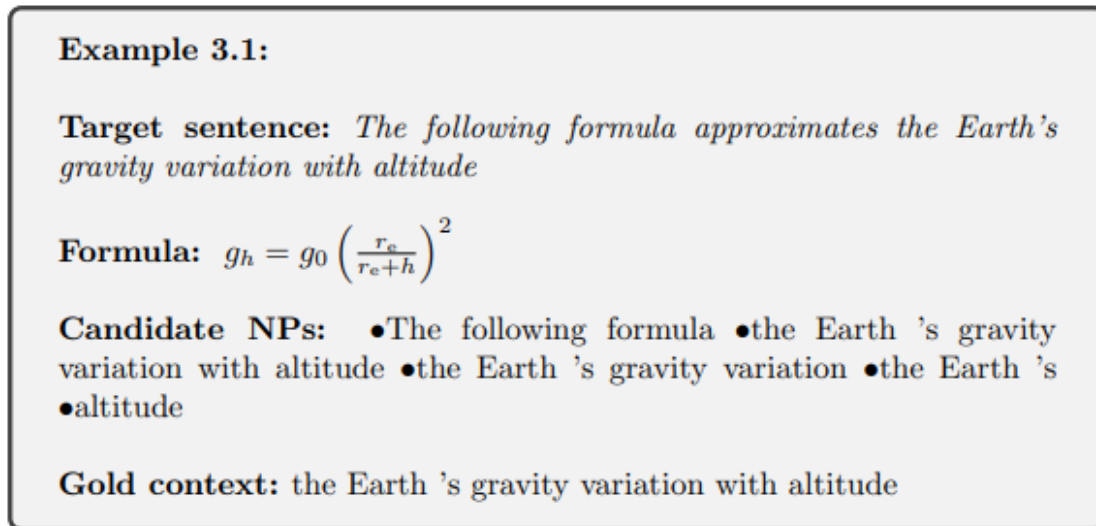 Example 3.1:
Target sentence: The following formula approximates the Earth's
gravity variation with altitude
Formula: g_h = g_0 (r_e / (r_e + h))^2
Candidate NPs: •The following formula •the Earth 's gravity
variation with altitude •the Earth 's gravity variation •the Earth 's
•altitude
Gold context: the Earth 's gravity variation with altitude